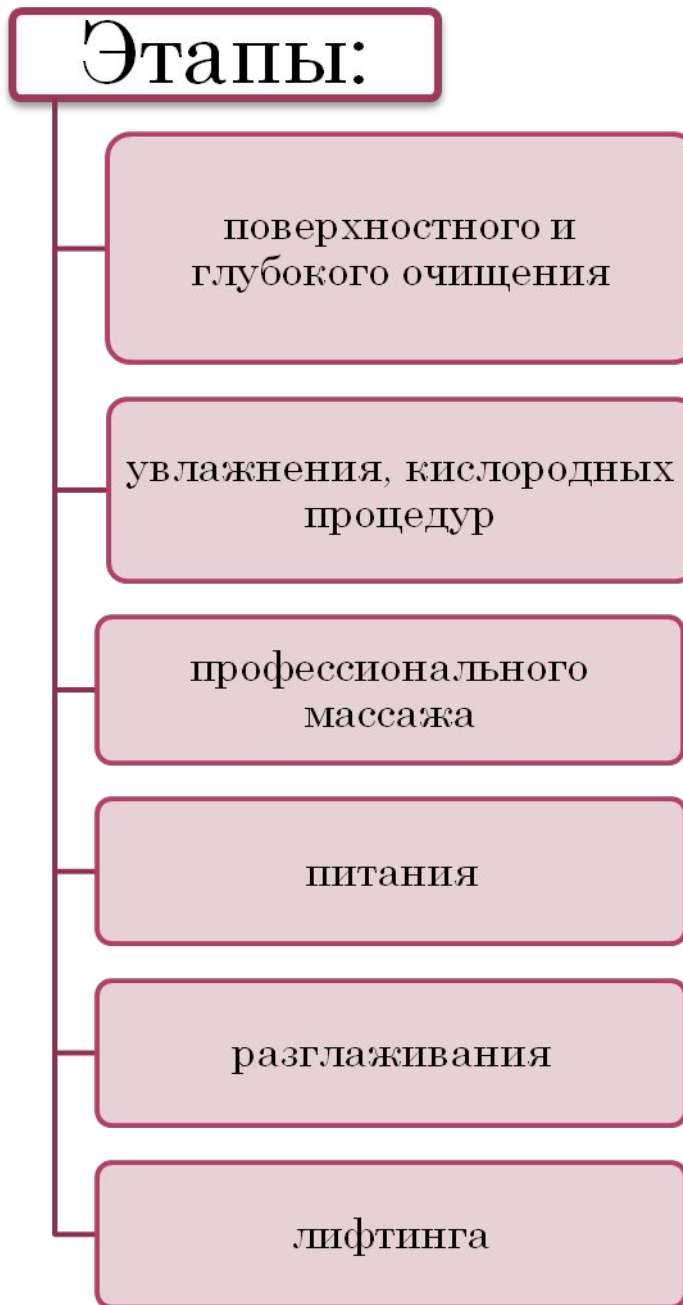 Этапы:
поверхностного и
глубокого очищения
увлажнения, кислородных
процедур
профессионального
массажа
питания
разглаживания
лифтинга